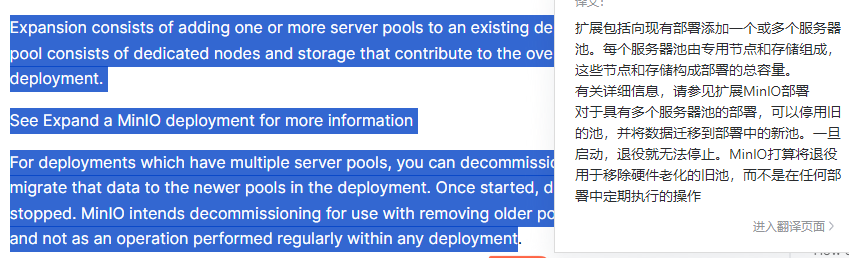 Expansion consists of adding one or more server pools to an existing de
pool consists of dedicated nodes and storage that contribute to the ove
deployment.
See Expand a MinIO deployment for more information
For deployments which have multiple server pools, you can decommissio
migrate that data to the newer pools in the deployment. Once started, d
stopped. MinIO intends decommissioning for use with removing older po
and not as an operation performed regularly within any deployment.
译文：
扩展包括向现有部署添加一个或多个服务器
池。每个服务器池由专用节点和存储组成，
这些节点和存储构成部署的总容量。
有关详细信息，请参见扩展MinIO部署
对于具有多个服务器池的部署，可以停用旧
的池，并将数据迁移到部署中的新池。一旦
启动，退役就无法停止。MinIO打算将退役
用于移除硬件老化的旧池，而不是在任何部
署中定期执行的操作
进入翻译页面 >